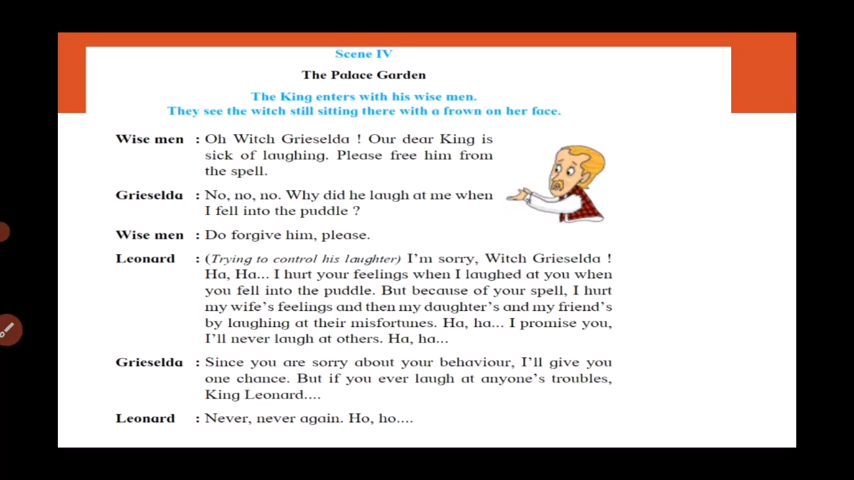 Scene IV
The Palace Garden
The King enters with his wise men.
They see the witch still sitting there with a frown on her face.
Wise men : Oh Witch Grieselda ! Our dear King is
sick of laughing. Please free him from
the spell.
Grieselda : No, no, no. Why did he laugh at me when
I fell into the puddle ?
Wise men : Do forgive him, please.
Leonard : (Trying to control his laughter) I'm sorry, Witch Grieselda !
Ha, Ha... I hurt your feelings when I laughed at you when
you fell into the puddle. But because of your spell, I hurt
my wife's feelings and then my daughter's and my friend's
by laughing at their misfortunes. Ha, ha... I promise you,
I'll never laugh at others. Ha, ha...
Grieselda : Since you are sorry about your behaviour, I'll give you
one chance. But if you ever laugh at anyone's troubles,
King Leonard....
Leonard : Never, never again. Ho, ho....